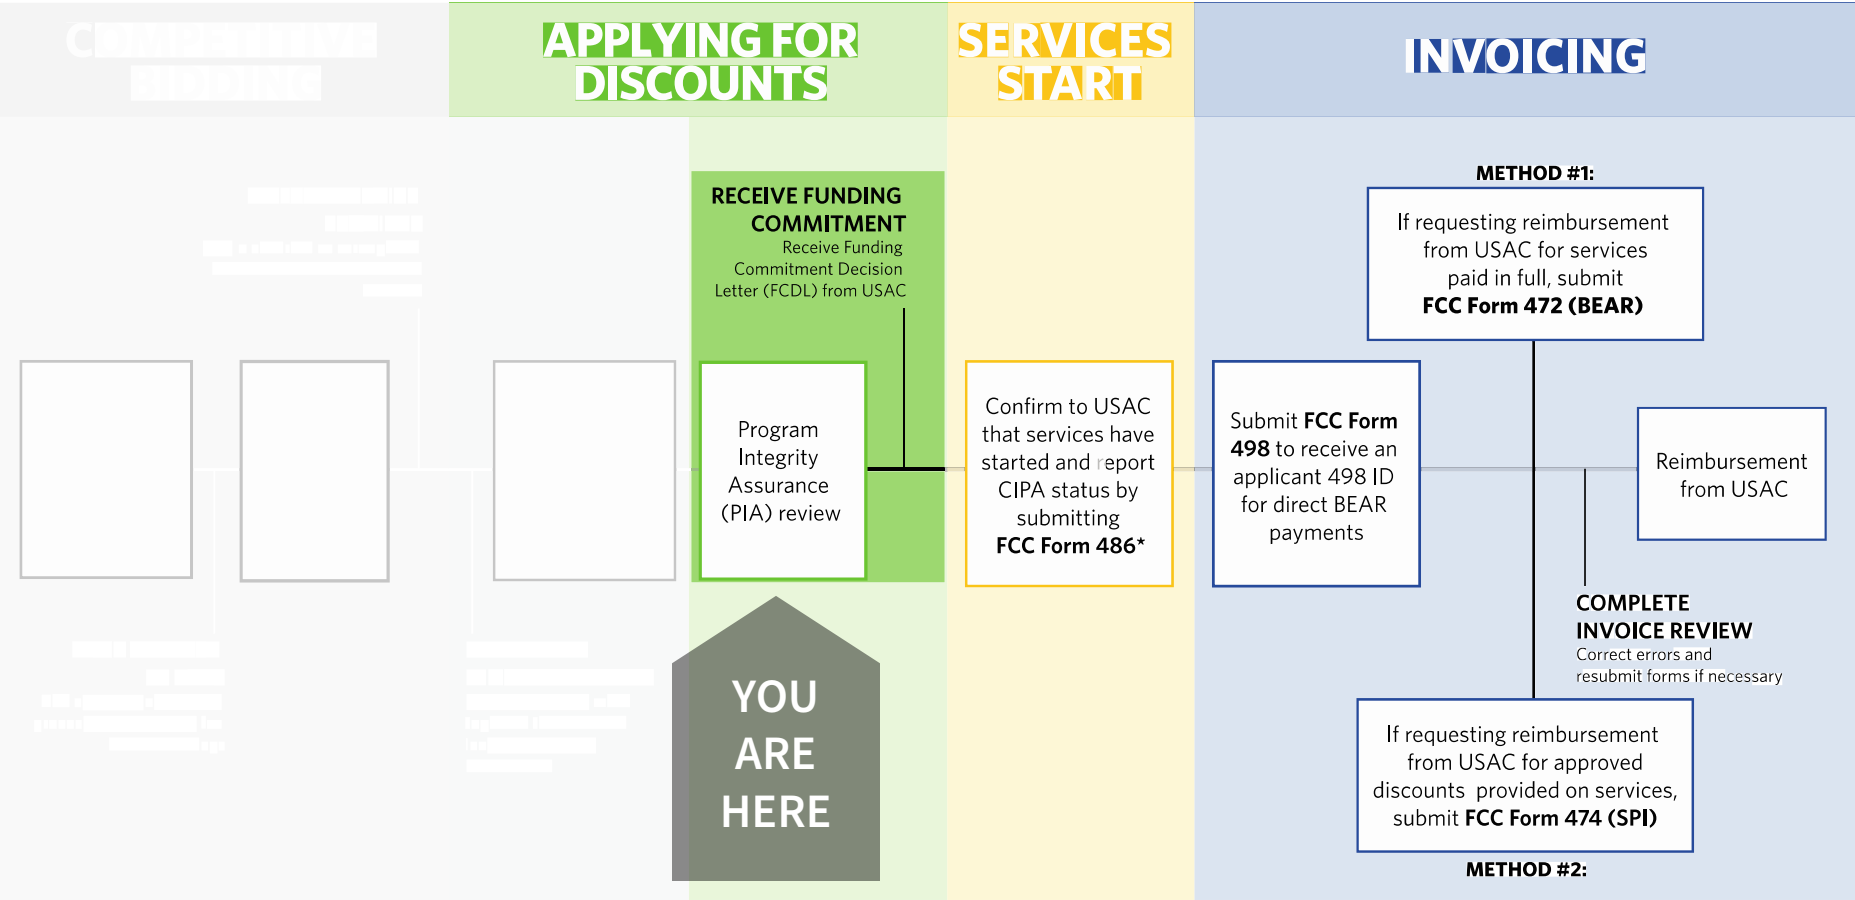 COMPETITIVE
BIDDING
APPLYING FOR
DISCOUNTS
SERVICES
START
INVOICING
RECEIVE FUNDING
COMMITMENT
Receive Funding
Commitment Decision
Letter (FCDL) from USAC
Program
Integrity
Assurance
(PIA) review
YOU
ARE
HERE
Confirm to USAC
that services have
started and report
CIPA status by
submitting
FCC Form 486*
Submit FCC Form
498 to receive an
applicant 498 ID
for direct BEAR
payments
METHOD #1:
If requesting reimbursement
from USAC for services
paid in full, submit
FCC Form 472 (BEAR)
Reimbursement
from USAC
COMPLETE
INVOICE REVIEW
Correct errors and
resubmit forms if necessary
If requesting reimbursement
from USAC for approved
discounts provided on services,
submit FCC Form 474 (SPI)
METHOD #2: